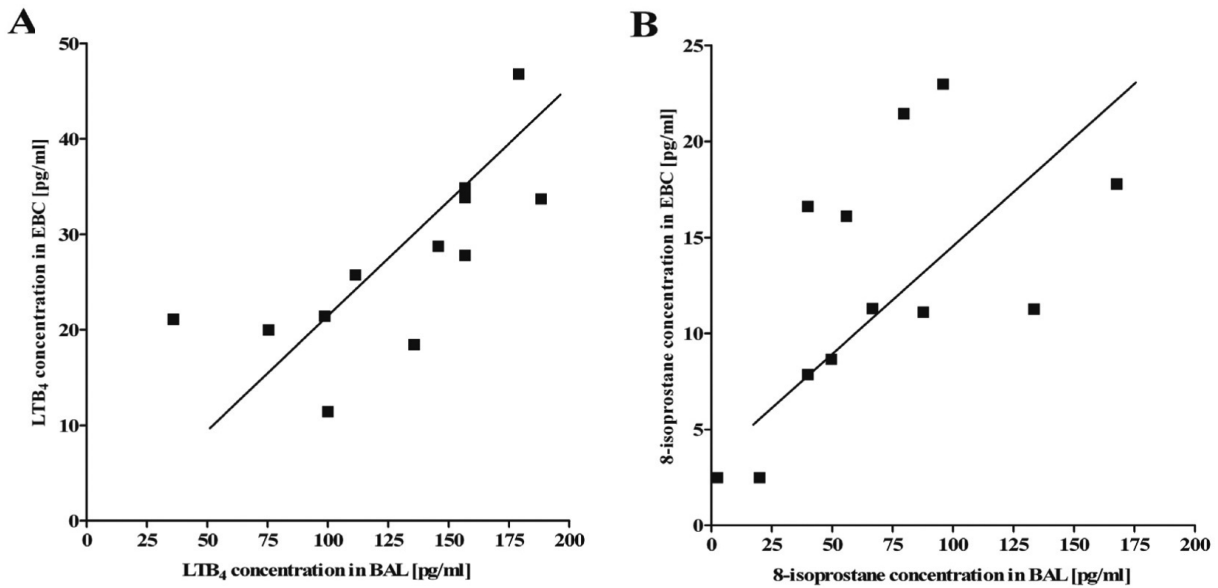 A
50
40
30
20
10
0
LTB₄ concentration in EBC [pg/ml]
0 25 50 75 100 125 150 175 200
LTB₄ concentration in BAL [pg/ml]
B
25
20
15
10
5
0
8-isoprostane concentration in EBC [pg/ml]
0 25 50 75 100 125 150 175 200
8-isoprostane concentration in BAL [pg/ml]